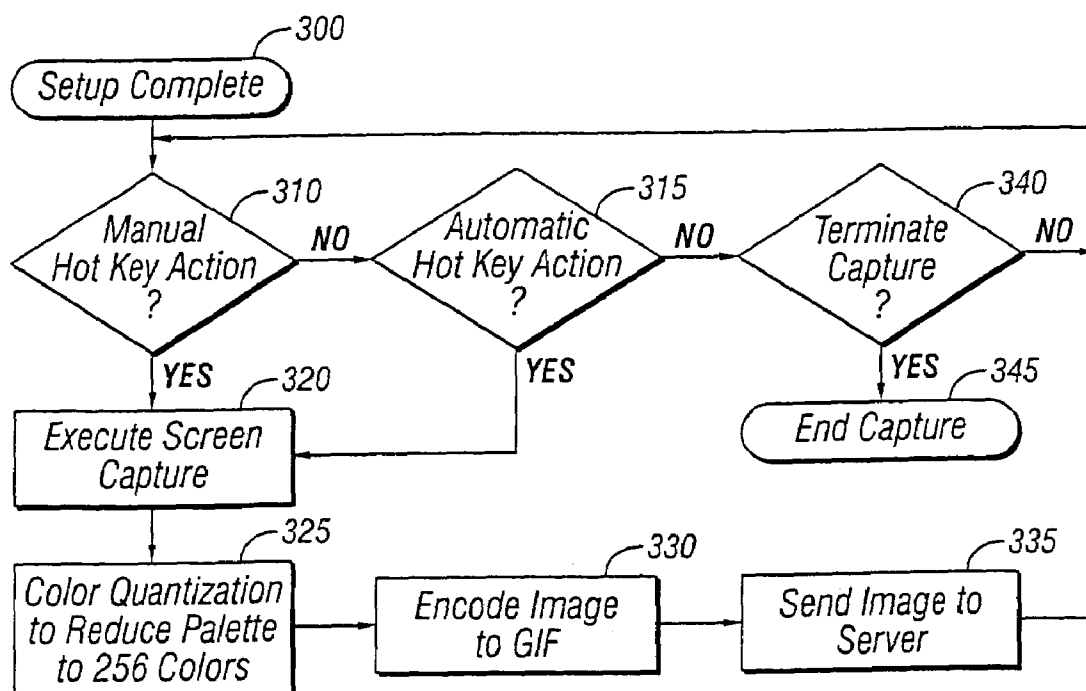 300
Setup Complete
310
Manual
Hot Key Action
?
NO
315
Automatic
Hot Key Action
?
NO
340
Terminate
Capture
?
NO
YES
320
Execute Screen
Capture
YES
YES
345
End Capture
325
Color Quantization
to Reduce Palette
to 256 Colors
330
Encode Image
to GIF
335
Send Image to
Server